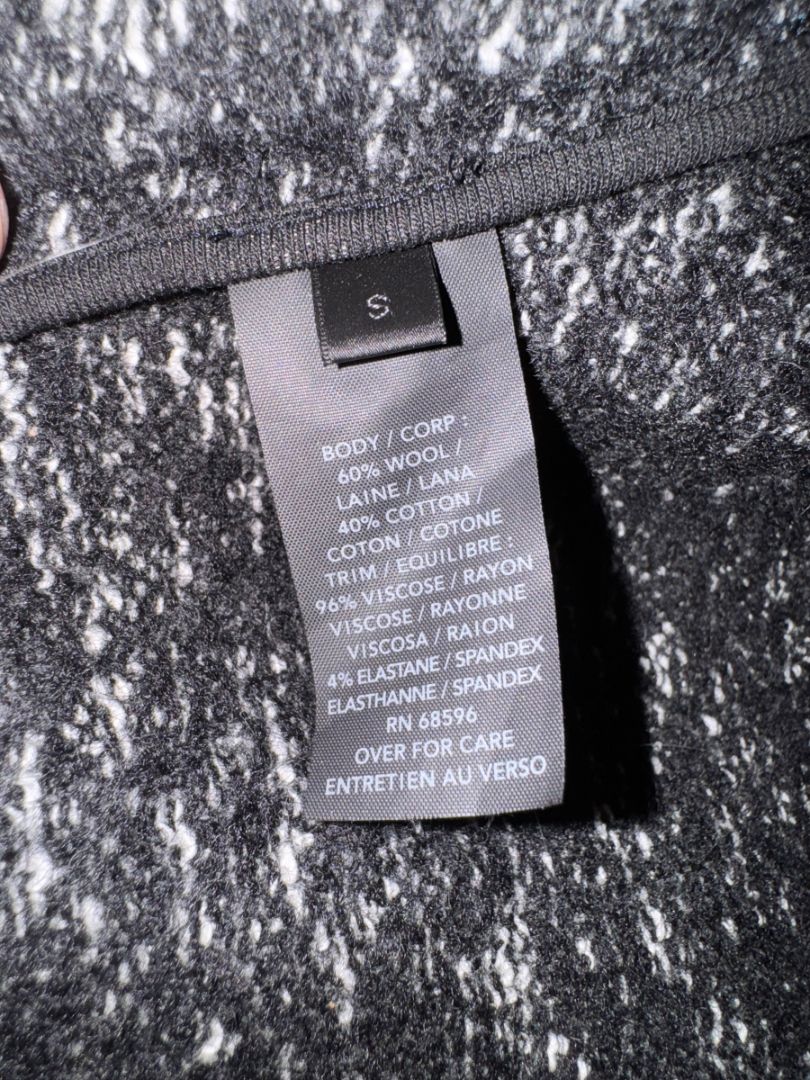 S
BODY / CORP :
60% WOOL /
LAINE / LANA
40% COTTON /
COTON / COTONE
TRIM / EQUILIBRE :
96% VISCOSE / RAYON
VISCOSE / RAYONNE
VISCOSA / RAION
4% ELASTANE / SPANDEX
ELASTHANNE / SPANDEX
RN 68596
OVER FOR CARE
ENTRETIEN AU VERSO